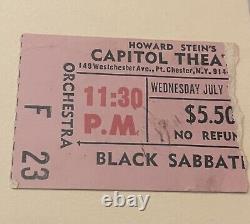 HOWARD STEIN'S
CAPITOL THEA
149 Westchester Ave., Pt. Chester, N.Y. 914-
ORCHESTRA
F
23
11:30
P.M
WEDNESDAY JULY
$5.50
NO REFUN
BLACK SABBATH